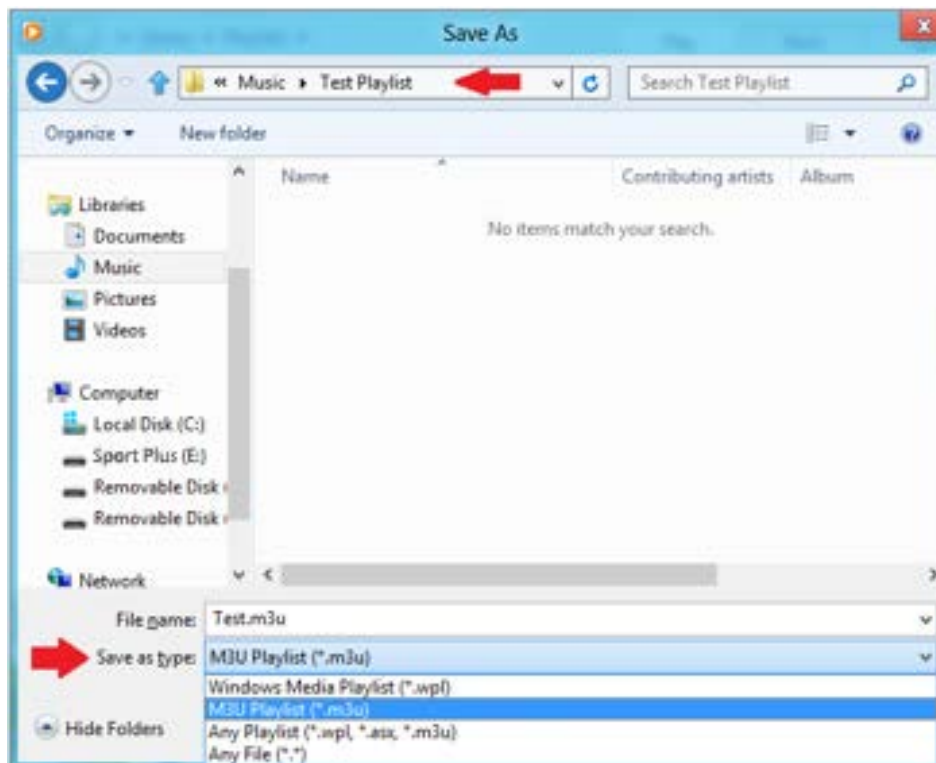 Save As
« Music ▸ Test Playlist
Search Test Playlist
Organize
New folder
Name
Contributing artists
Album
No items match your search.
Libraries
Documents
Music
Pictures
Videos
Computer
Local Disk (C:)
Sport Plus (E:)
Removable Disk
Removable Disk
Network
File name: Test.m3u
Save as type: M3U Playlist (*.m3u)
Windows Media Playlist (*.wpl)
M3U Playlist (*.m3u)
Any Playlist (*.wpl, *.asx, *.m3u)
Any File (*.*)
Hide Folders